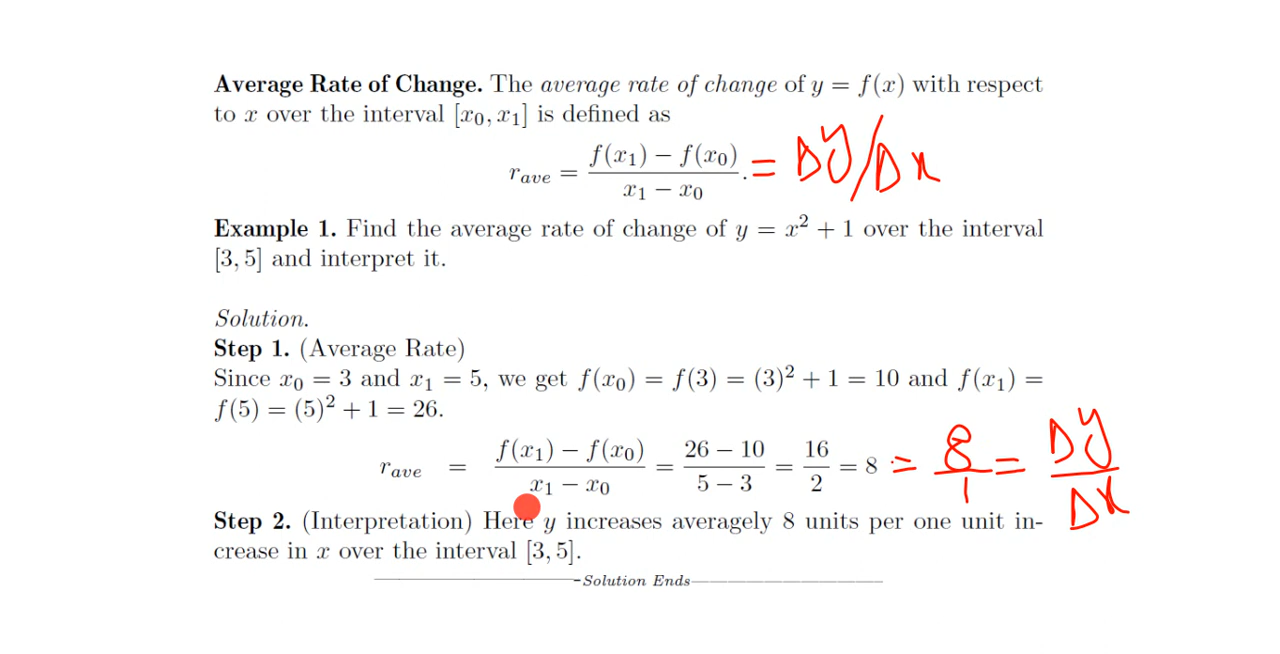 Average Rate of Change. The average rate of change of y = f(x) with respect
to x over the interval [x₀, x₁] is defined as
r_ave = (f(x₁) − f(x₀))/(x₁ − x₀). = Δy/Δx
Example 1. Find the average rate of change of y = x² + 1 over the interval
[3, 5] and interpret it.
Solution.
Step 1. (Average Rate)
Since x₀ = 3 and x₁ = 5, we get f(x₀) = f(3) = (3)² + 1 = 10 and f(x₁) =
f(5) = (5)² + 1 = 26.
r_ave = (f(x₁) − f(x₀))/(x₁ − x₀) = (26 − 10)/(5 − 3) = 16/2 = 8 = 8/1 = Δy/Δx
Step 2. (Interpretation) Here y increases averagely 8 units per one unit in-
crease in x over the interval [3, 5].
Solution Ends